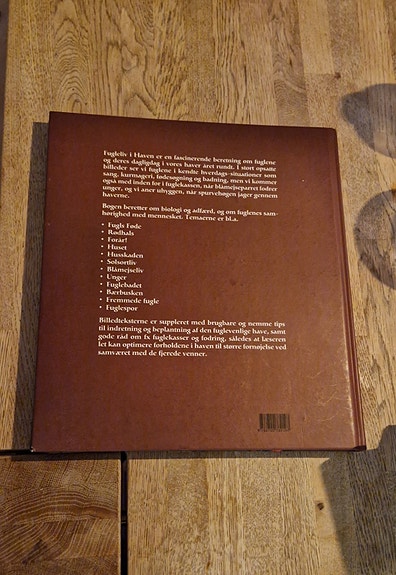 Fugleliv i Haven er en fascinerende beretning om fuglene
og deres dagligdag i vores haver året rundt. I stort opsatte
billeder ser vi fuglene i kendte hverdags-situationer som
sang, kurmageri, fødesøgning og badning, men vi kommer
også med inden for i fuglekassen, når blåmejseparret fodrer
unger, og vi aner uhyggen, når spurvehøgen jager gennem
haverne.
Bogen beretter om biologi og adfærd, og om fuglenes sam-
hørighed med mennesket. Temaerne er bl.a.
• Fugls Føde
• Rødhals
• Forår!
• Huset
• Husskaden
• Solsortliv
• Blåmejseliv
• Unger
• Fuglebadet
• Bærbusken
• Fremmede fugle
• Fuglespor
Billedteksterne er suppleret med brugbare og nemme tips
til indretning og beplantning af den fuglevenlige have, samt
gode råd om fx fuglekasser og fodring, således at læseren
let kan optimere forholdene i haven til større fornøjelse ved
samværet med de fjerede venner.